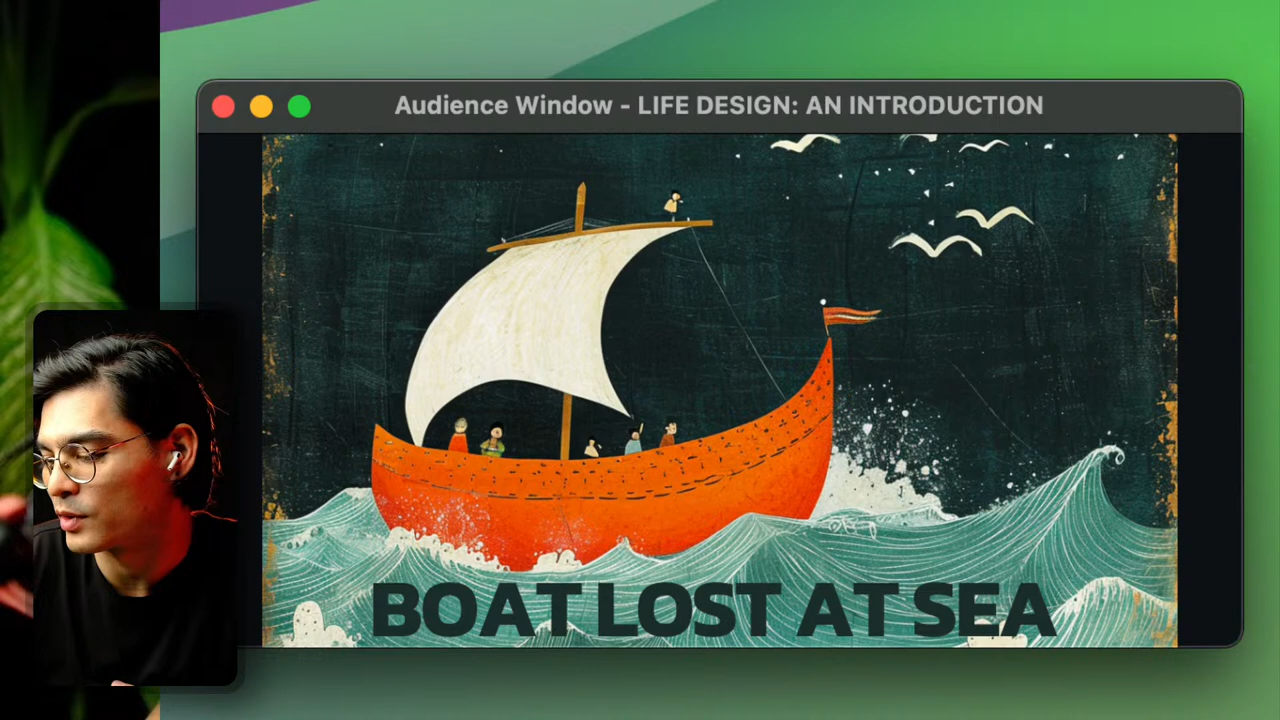 Audience Window - LIFE DESIGN: AN INTRODUCTION
BOAT LOST AT SEA